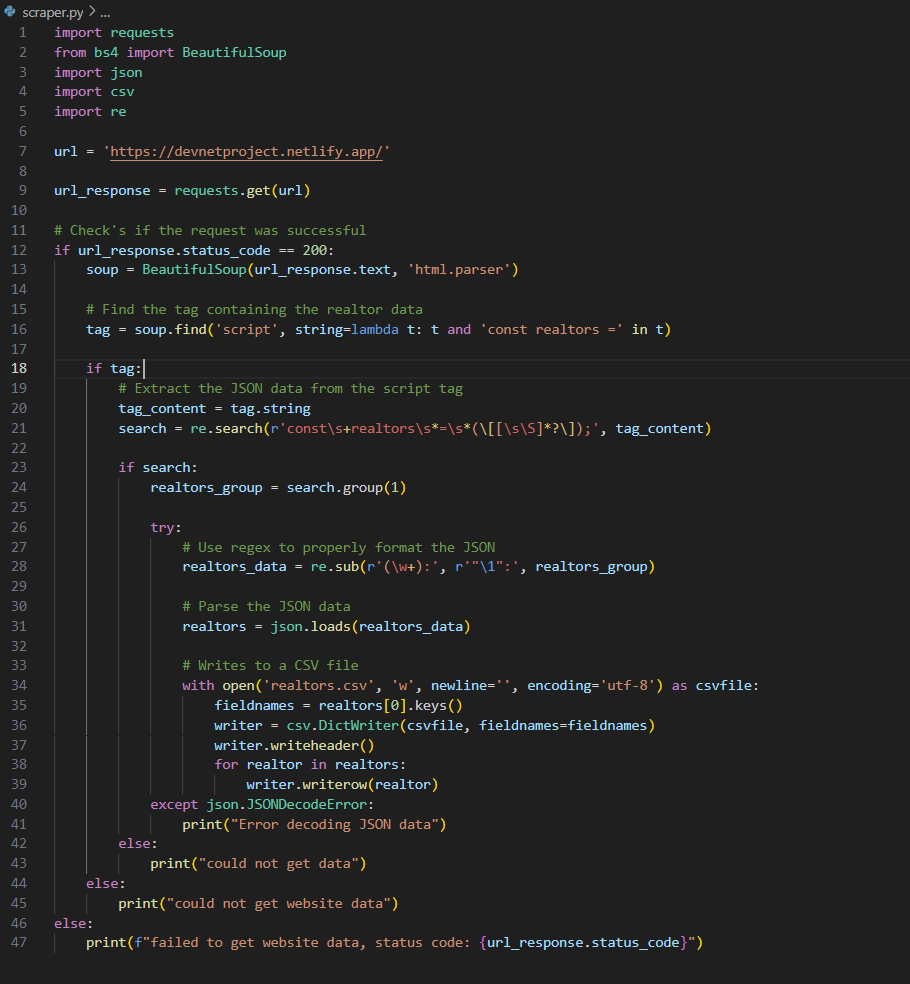 scraper.py > ...
1 import requests
2 from bs4 import BeautifulSoup
3 import json
4 import csv
5 import re
6
7 url = 'https://devnetproject.netlify.app/'
8
9 url_response = requests.get(url)
10
11 # Check's if the request was successful
12 if url_response.status_code == 200:
13     soup = BeautifulSoup(url_response.text, 'html.parser')
14
15     # Find the tag containing the realtor data
16     tag = soup.find('script', string=lambda t: t and 'const realtors =' in t)
17
18     if tag:
19         # Extract the JSON data from the script tag
20         tag_content = tag.string
21         search = re.search(r'const\s+realtors\s*=\s*(\[[\s\S]*?\]);', tag_content)
22
23         if search:
24             realtors_group = search.group(1)
25
26             try:
27                 # Use regex to properly format the JSON
28                 realtors_data = re.sub(r'(\w+):', r'"\1":', realtors_group)
29
30                 # Parse the JSON data
31                 realtors = json.loads(realtors_data)
32
33                 # Writes to a CSV file
34                 with open('realtors.csv', 'w', newline='', encoding='utf-8') as csvfile:
35                     fieldnames = realtors[0].keys()
36                     writer = csv.DictWriter(csvfile, fieldnames=fieldnames)
37                     writer.writeheader()
38                     for realtor in realtors:
39                         writer.writerow(realtor)
40             except json.JSONDecodeError:
41                 print("Error decoding JSON data")
42         else:
43             print("could not get data")
44     else:
45         print("could not get website data")
46 else:
47     print(f"failed to get website data, status code: {url_response.status_code}")